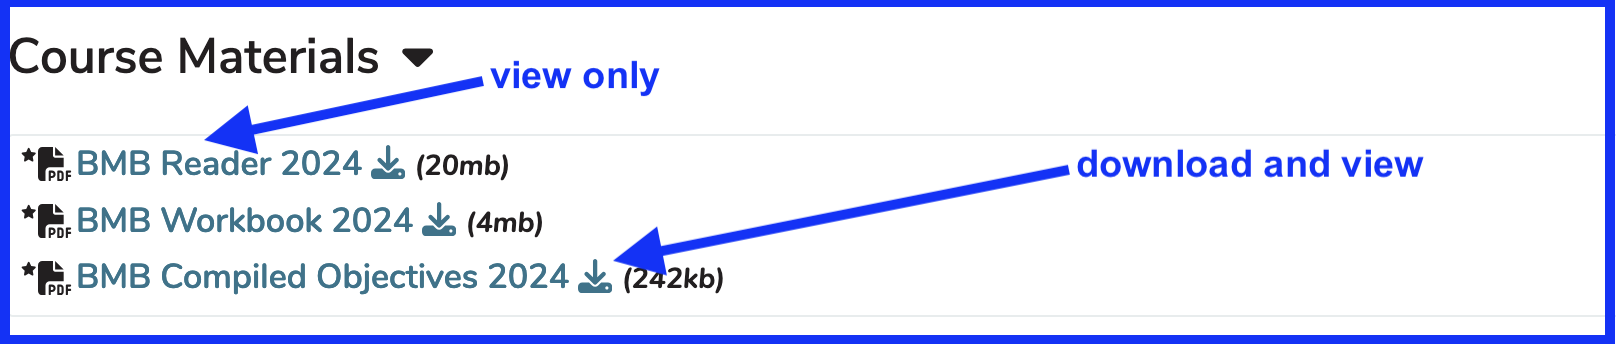 Course Materials
view only
PDF BMB Reader 2024 (20mb)
download and view
PDF BMB Workbook 2024 (4mb)
PDF BMB Compiled Objectives 2024 (242kb)